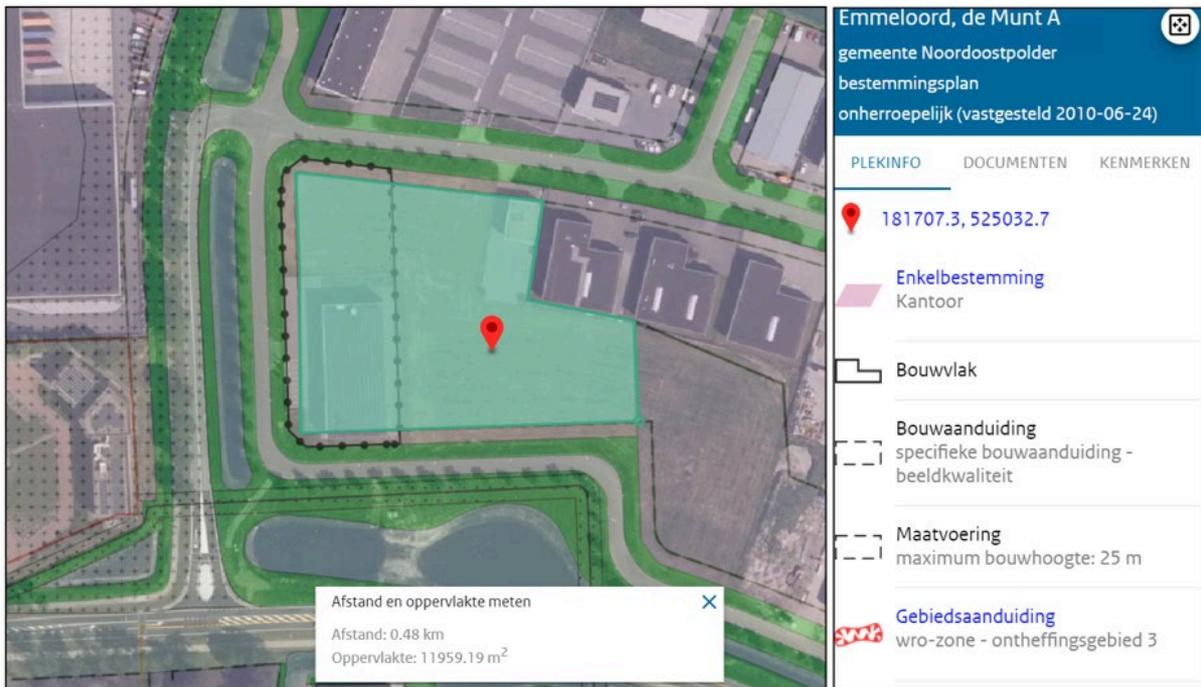 Emmeloord, de Munt A
gemeente Noordoostpolder
bestemmingsplan
onherroepelijk (vastgesteld 2010-06-24)
PLEKINFO DOCUMENTEN KENMERKEN
181707.3, 525032.7
Enkelbestemming
Kantoor
Bouwvlak
Bouwaanduiding
specifieke bouwaanduiding -
beeldkwaliteit
Maatvoering
maximum bouwhoogte: 25 m
Gebiedsaanduiding
wro-zone - ontheffingsgebied 3
Afstand en oppervlakte meten
Afstand: 0.48 km
Oppervlakte: 11959.19 m²